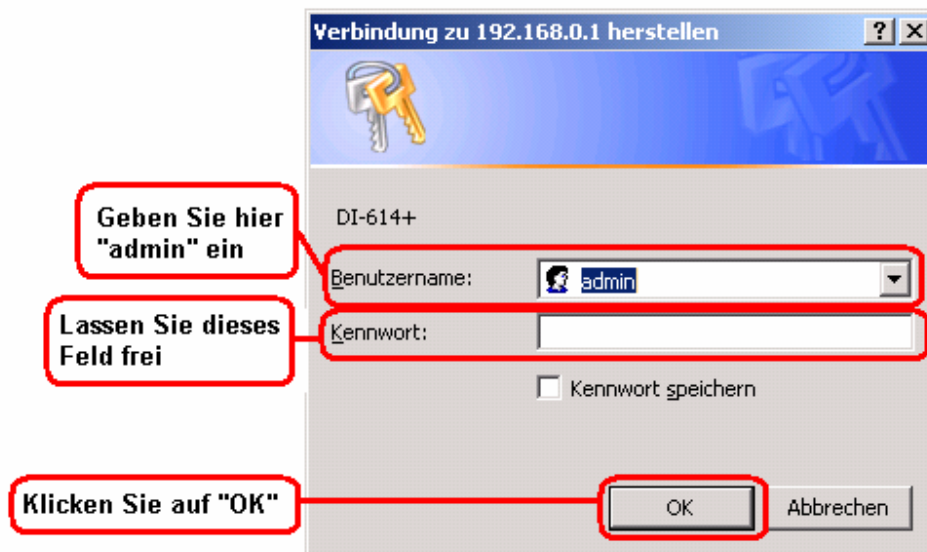 Verbindung zu 192.168.0.1 herstellen
DI-614+
Geben Sie hier
"admin" ein
Benutzername:
admin
Lassen Sie dieses
Feld frei
Kennwort:
Kennwort speichern
Klicken Sie auf "OK"
OK
Abbrechen